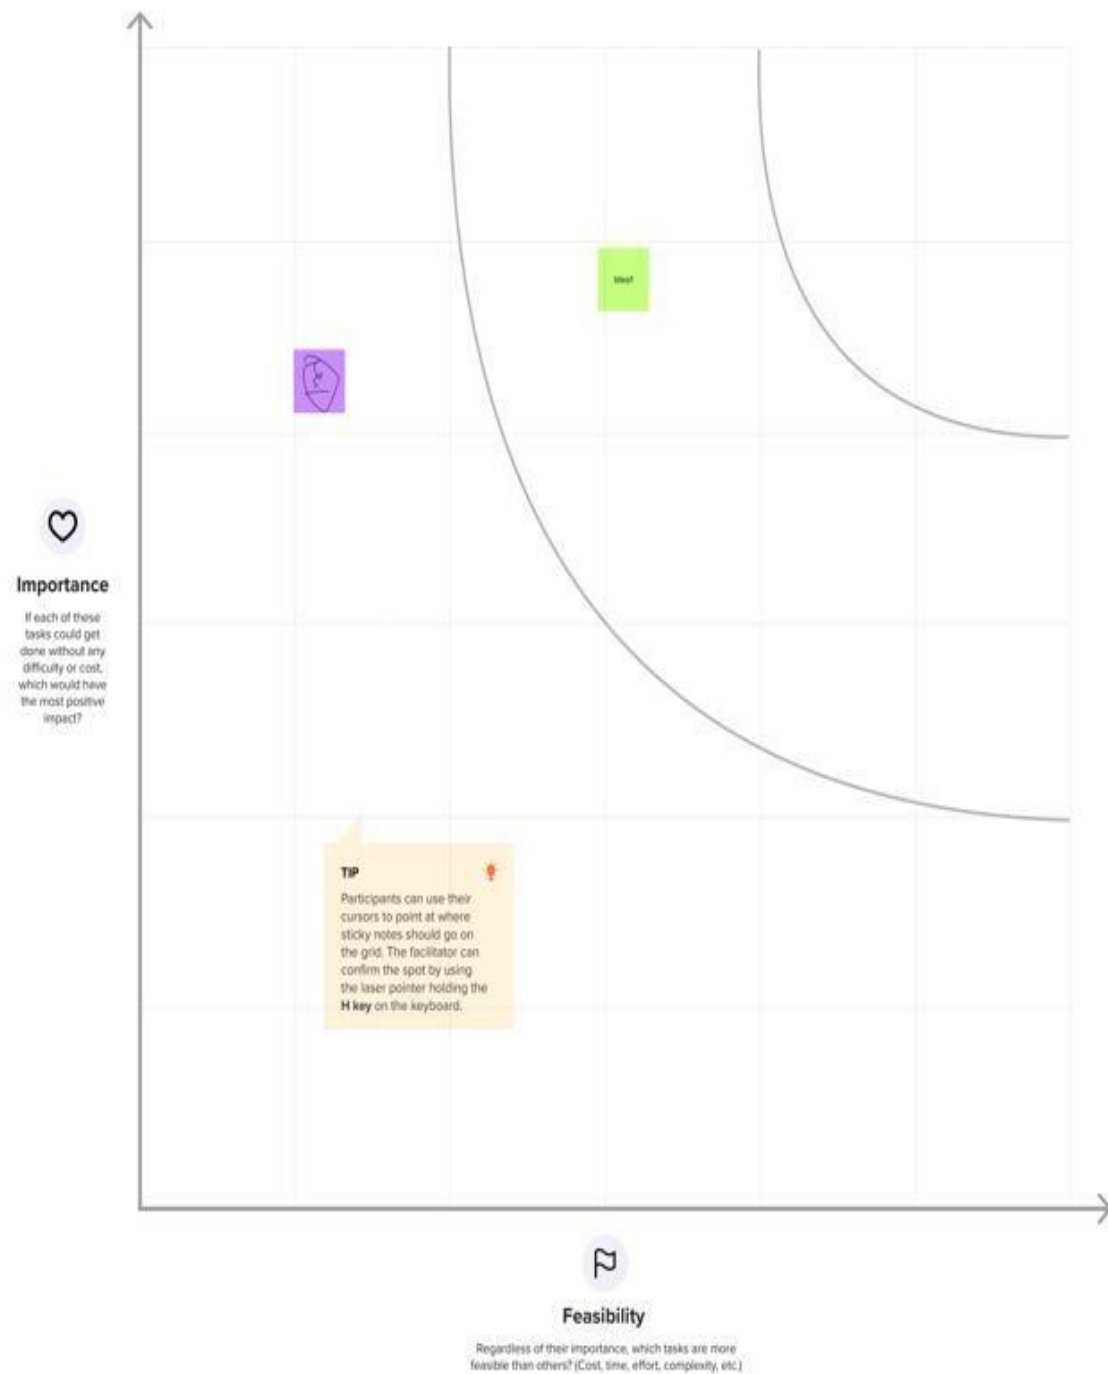 Idea1
Importance
If each of these
tasks could get
done without any
difficulty or cost,
which would have
the most positive
impact?
TIP
Participants can use their
cursors to point at where
sticky notes should go on
the grid. The facilitator can
confirm the spot by using
the laser pointer holding the
H key on the keyboard.
Feasibility
Regardless of their importance, which tasks are more
feasible than others? (Cost, time, effort, complexity, etc.)